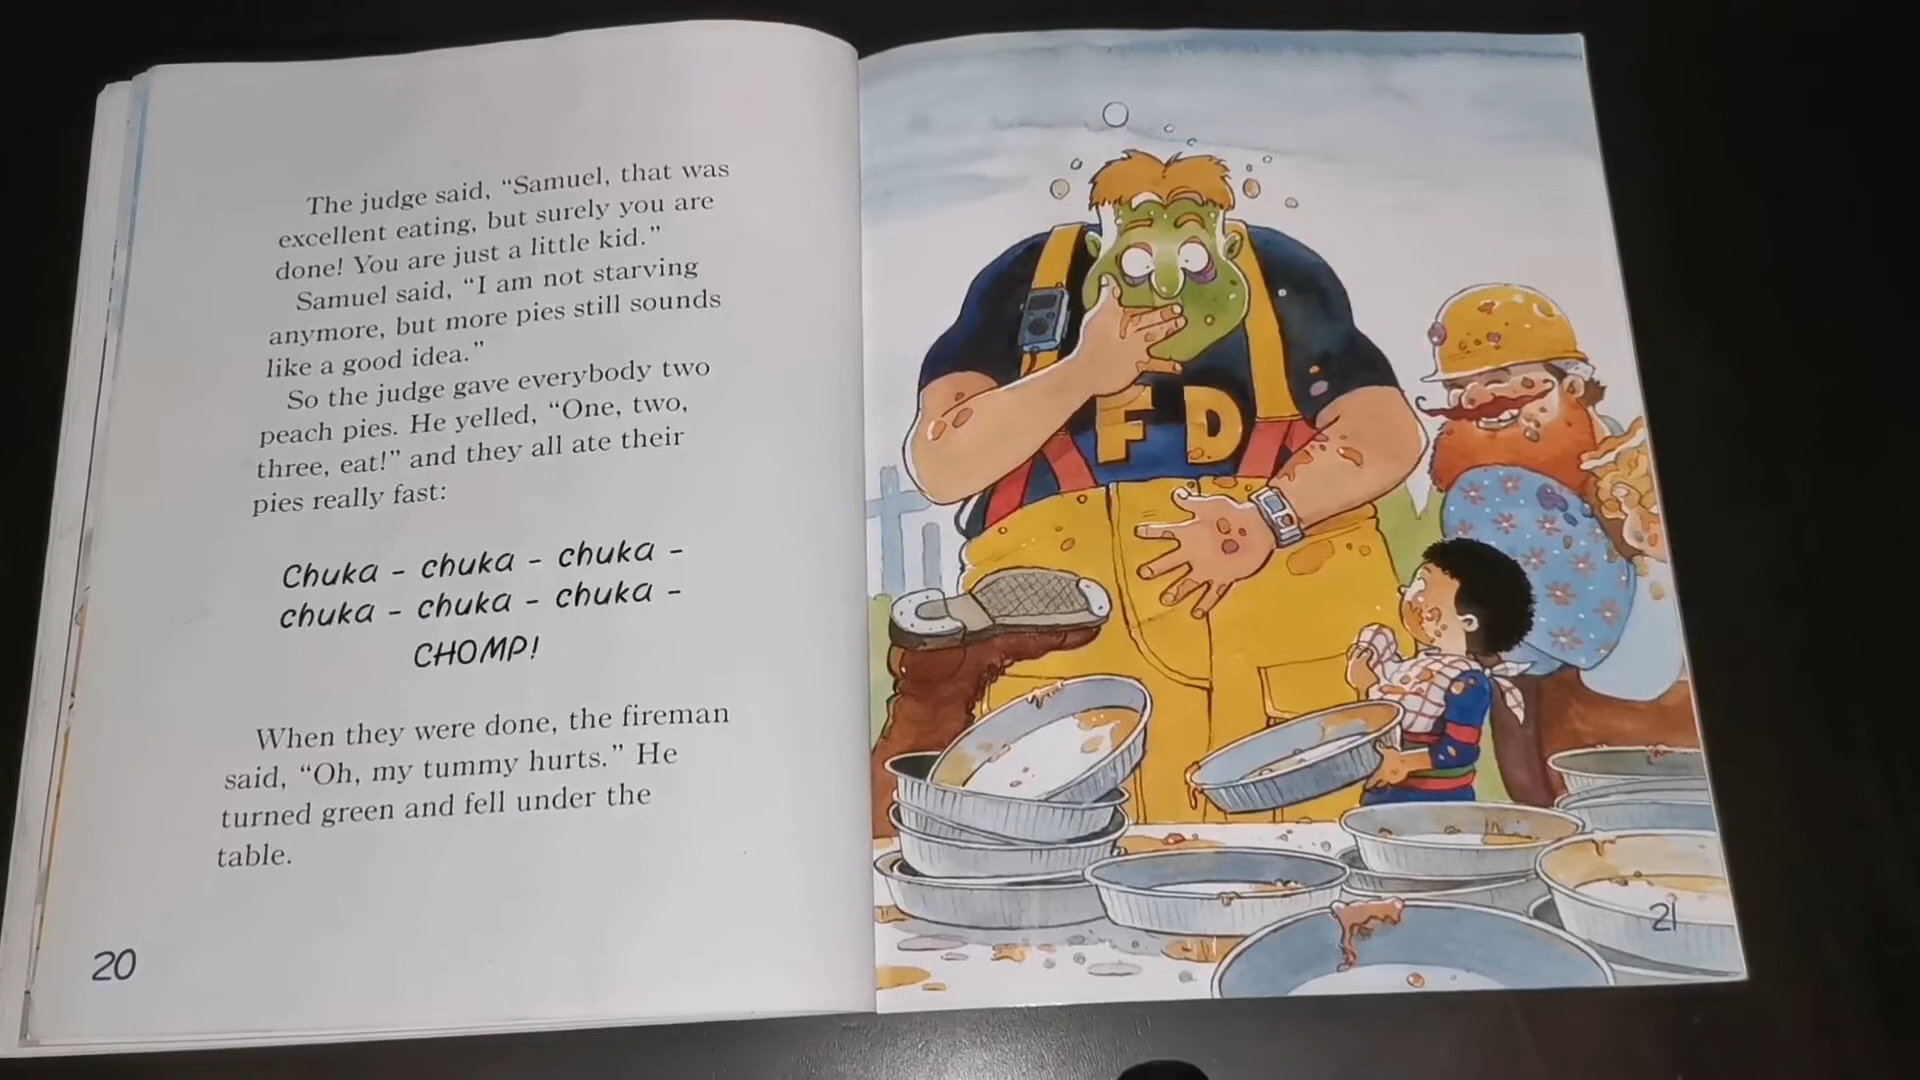 The judge said, “Samuel, that was
excellent eating, but surely you are
done! You are just a little kid.”
Samuel said, “I am not starving
anymore, but more pies still sounds
like a good idea.”
So the judge gave everybody two
peach pies. He yelled, “One, two,
three, eat!” and they all ate their
pies really fast:
Chuka - chuka - chuka -
chuka - chuka - chuka -
CHOMP!
When they were done, the fireman
said, “Oh, my tummy hurts.” He
turned green and fell under the
table.
20
F D
21